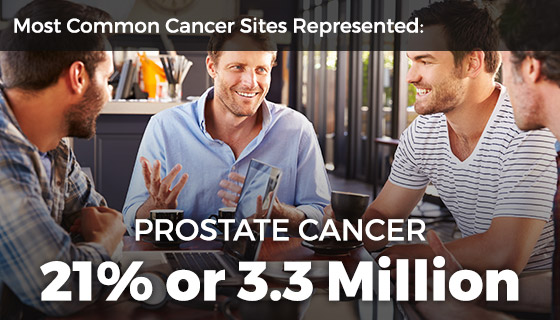 Most Common Cancer Sites Represented:
PROSTATE CANCER
21% or 3.3 Million